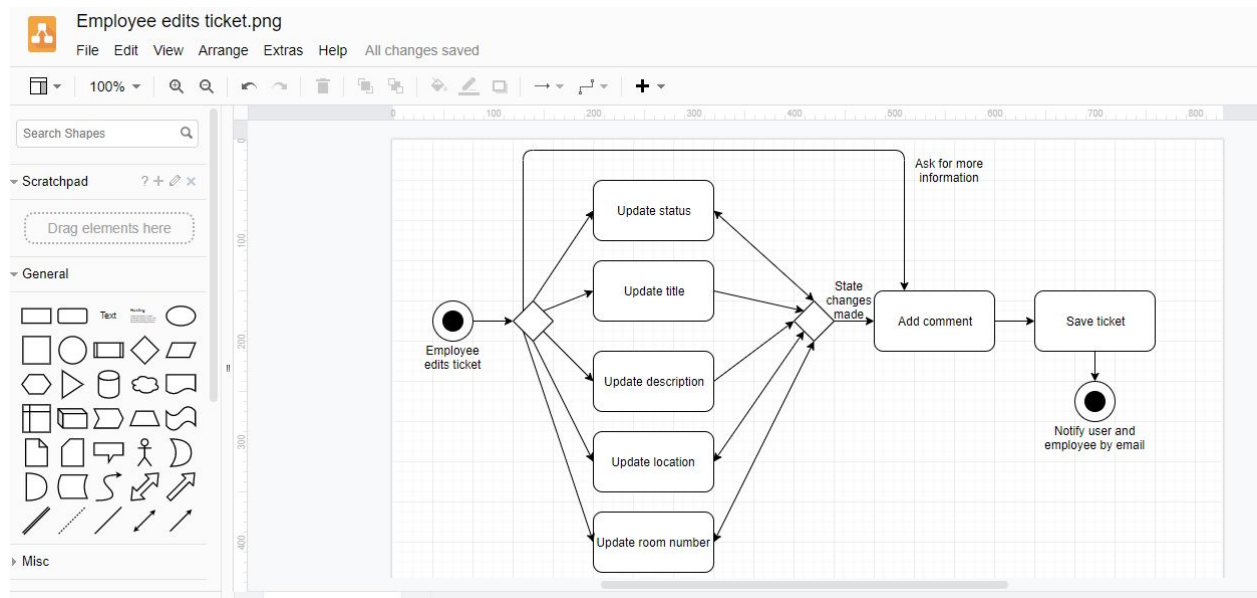 Employee edits ticket.png
File Edit View Arrange Extras Help All changes saved
100%
Search Shapes
Scratchpad
?
Drag elements here
General
Text
Heading
Misc
0 100 200 300 400 500 600 700 800
0
100
200
300
400
Ask for more
information
Update status
Update title
State
changes
made
Add comment
Save ticket
Employee
edits ticket
Update description
Notify user and
employee by email
Update location
Update room number